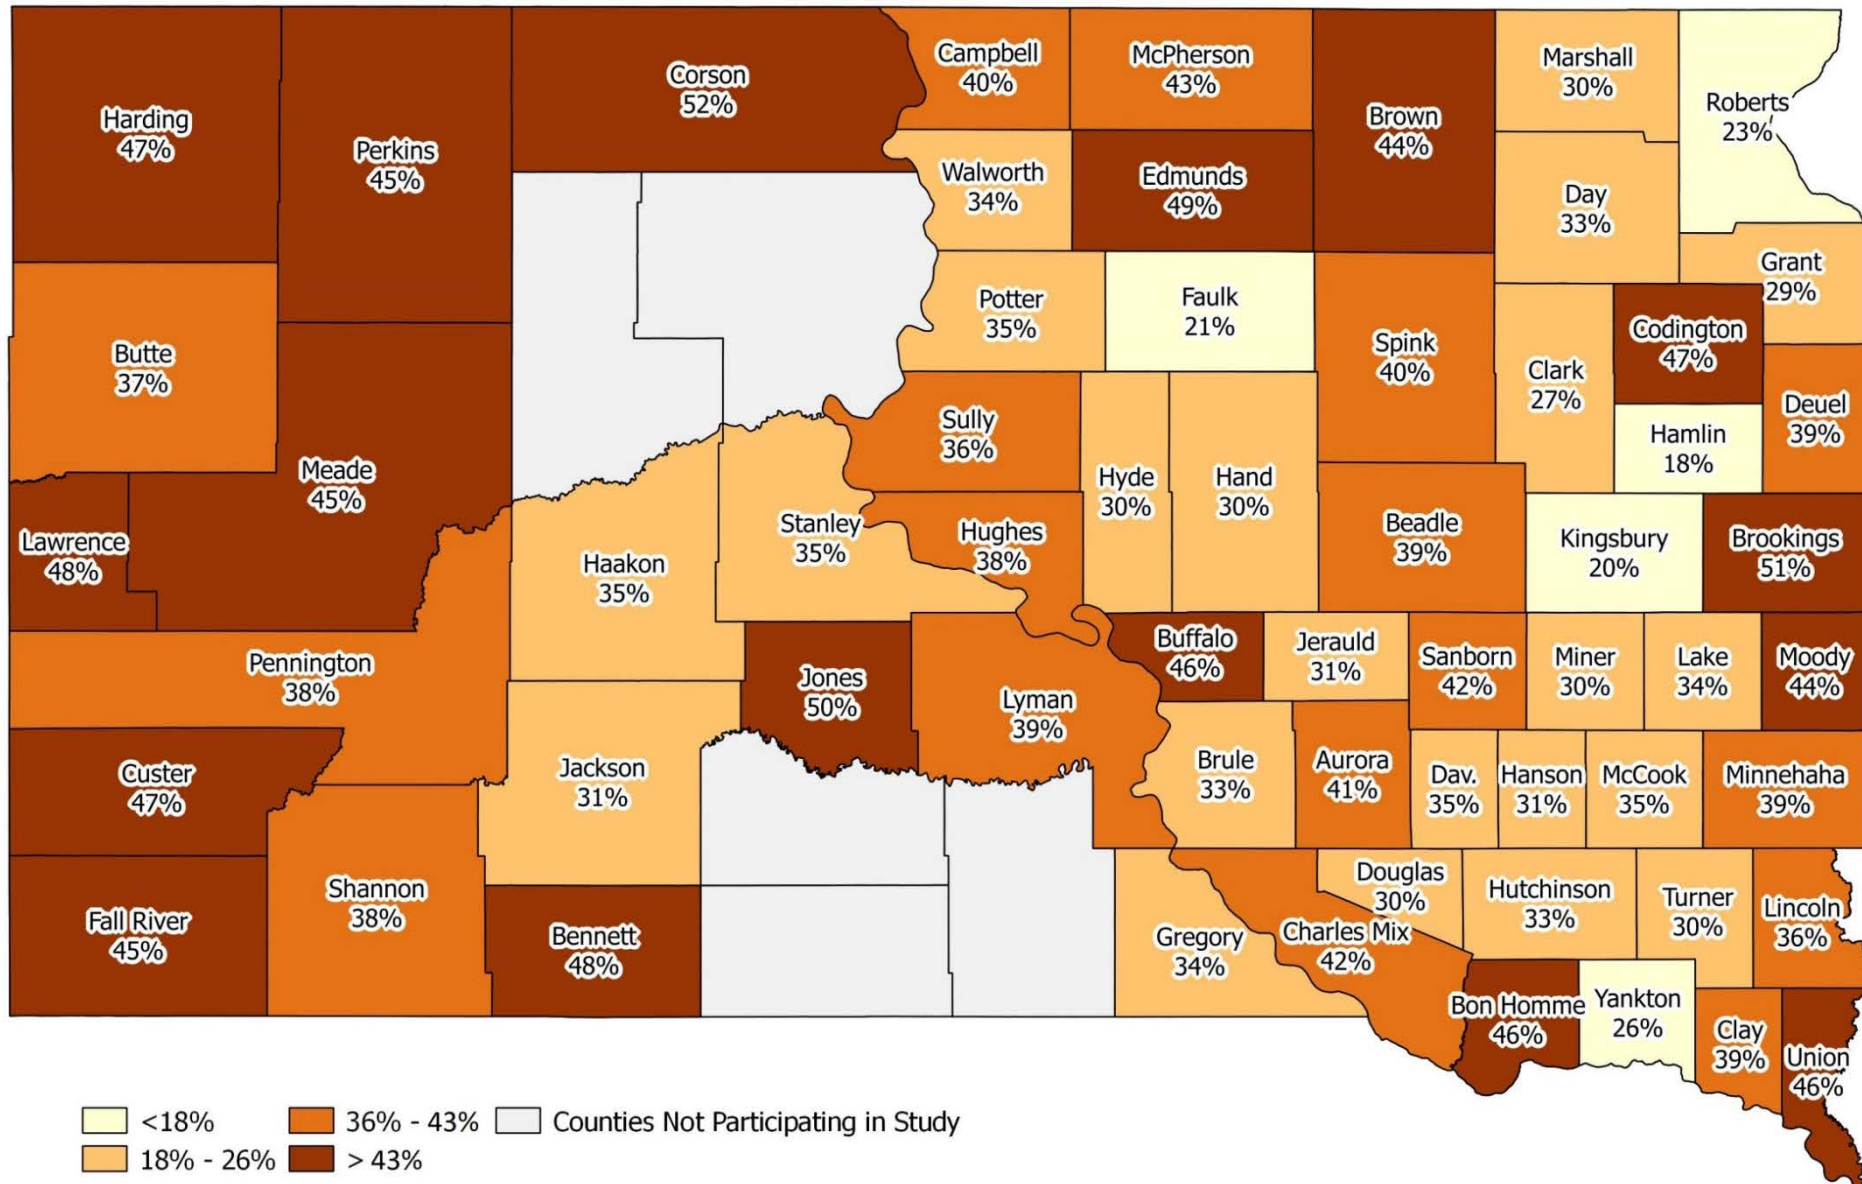 Harding
47%
Perkins
45%
Corson
52%
Campbell
40%
McPherson
43%
Brown
44%
Marshall
30%
Roberts
23%
Walworth
34%
Edmunds
49%
Day
33%
Grant
29%
Butte
37%
Potter
35%
Faulk
21%
Spink
40%
Clark
27%
Codington
47%
Deuel
39%
Hamlin
18%
Meade
45%
Sully
36%
Hyde
30%
Hand
30%
Lawrence
48%
Haakon
35%
Stanley
35%
Hughes
38%
Beadle
39%
Kingsbury
20%
Brookings
51%
Pennington
38%
Jones
50%
Lyman
39%
Buffalo
46%
Jerauld
31%
Sanborn
42%
Miner
30%
Lake
34%
Moody
44%
Custer
47%
Jackson
31%
Brule
33%
Aurora
41%
Dav.
35%
Hanson
31%
McCook
35%
Minnehaha
39%
Fall River
45%
Shannon
38%
Bennett
48%
Gregory
34%
Charles Mix
42%
Douglas
30%
Hutchinson
33%
Turner
30%
Lincoln
36%
Bon Homme
46%
Yankton
26%
Clay
39%
Union
46%
<18%
36% - 43%
Counties Not Participating in Study
18% - 26%
> 43%